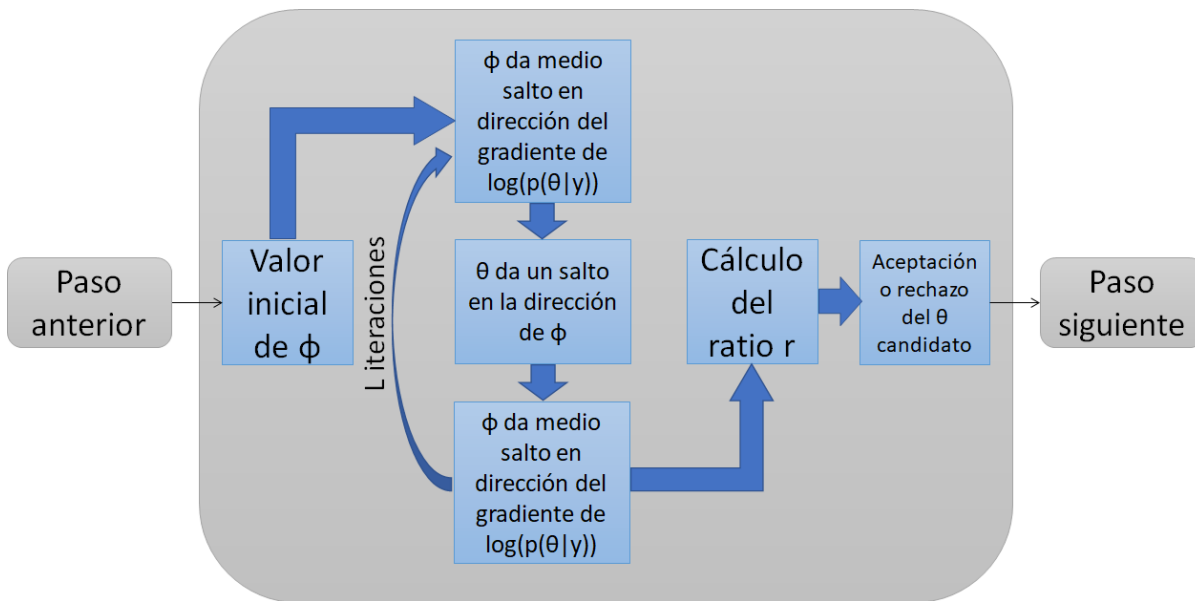 Paso
anterior
Valor
inicial
de ϕ
L iteraciones
ϕ da medio
salto en
dirección del
gradiente de
log(p(θ|y))
θ da un salto
en la dirección
de ϕ
ϕ da medio
salto en
dirección del
gradiente de
log(p(θ|y))
Cálculo
del
ratio r
Aceptación
o rechazo
del θ
candidato
Paso
siguiente